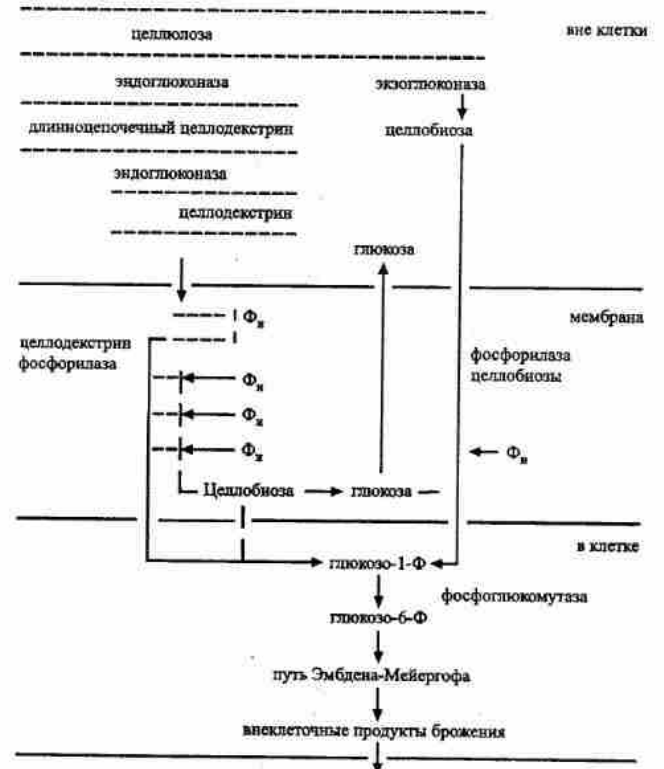 целлюлоза вне клетки
эндоглюконаза экзоглюконаза
длинноцепочечный целлодекстрин целлобиоза
эндоглюконаза
целлодекстрин
глюкоза
Фн
мембрана
целлодекстрин
фосфорилаза
фосфорилаза
целлобиозы
Фн
Фн
Фн
Фн
Целлобиоза глюкоза
в клетке
глюкозо-1-Ф
фосфоглюкомутаза
глюкозо-6-Ф
путь Эмбдена-Мейергофа
внеклеточные продукты брожения